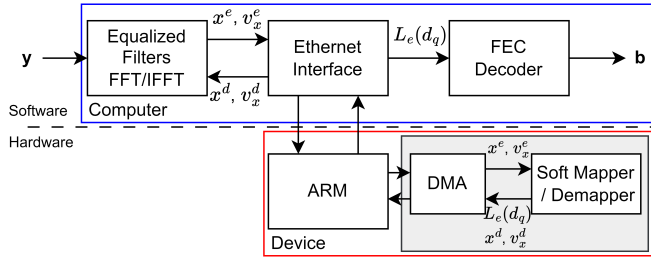 x^e, v_x^e
Equalized
Filters
FFT/IFFT
Ethernet
Interface
L_e(d_q)
FEC
Decoder
y
b
x^d, v_x^d
Software
Computer
Hardware
ARM
DMA
x^e, v_x^e
Soft Mapper
/ Demapper
L_e(d_q)
x^d, v_x^d
Device